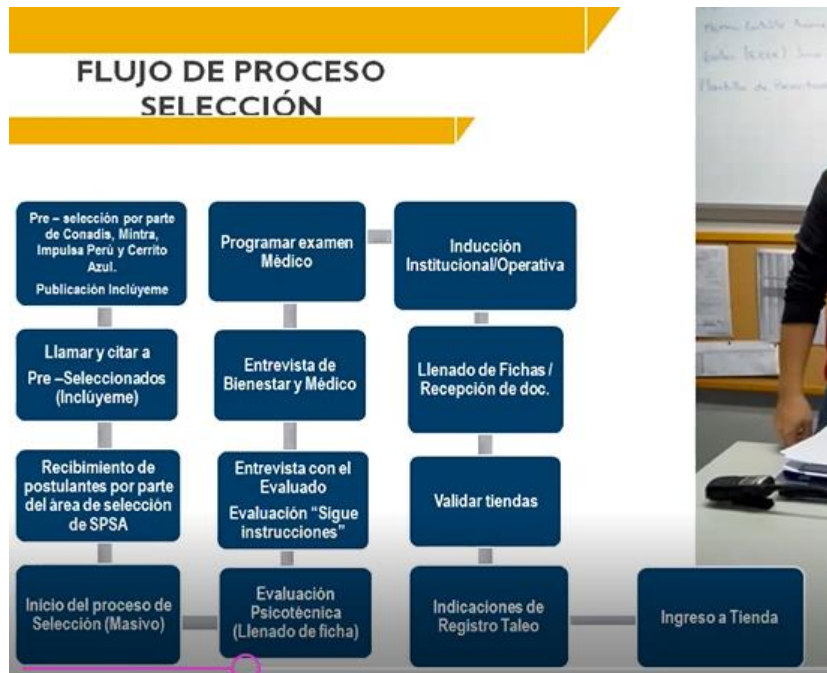 FLUJO DE PROCESO
SELECCIÓN
Pre – selección por parte
de Conadis, Mintra,
Impulsa Perú y Cerrito
Azul.
Publicación Inclúyeme
Llamar y citar a
Pre –Seleccionados
(Inclúyeme)
Recibimiento de
postulantes por parte
del área de selección
de SPSA
Inicio del proceso de
Selección (Masivo)
Evaluación
Psicotècnica
(Llenado de ficha)
Entrevista con el
Evaluado
Evaluación “Sigue
instrucciones”
Entrevista de
Bienestar y Médico
Programar examen
Médico
Inducción
Institucional/Operativa
Llenado de Fichas /
Recepción de doc.
Validar tiendas
Indicaciones de
Registro Taleo
Ingreso a Tienda